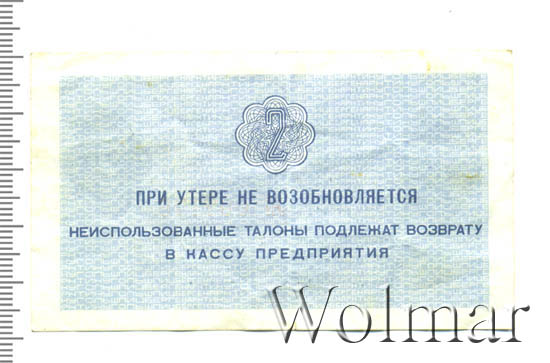 2
ПРИ УТЕРЕ НЕ ВОЗОБНОВЛЯЕТСЯ
НЕИСПОЛЬЗОВАННЫЕ ТАЛОНЫ ПОДЛЕЖАТ ВОЗВРАТУ
В КАССУ ПРЕДПРИЯТИЯ
Wolmar